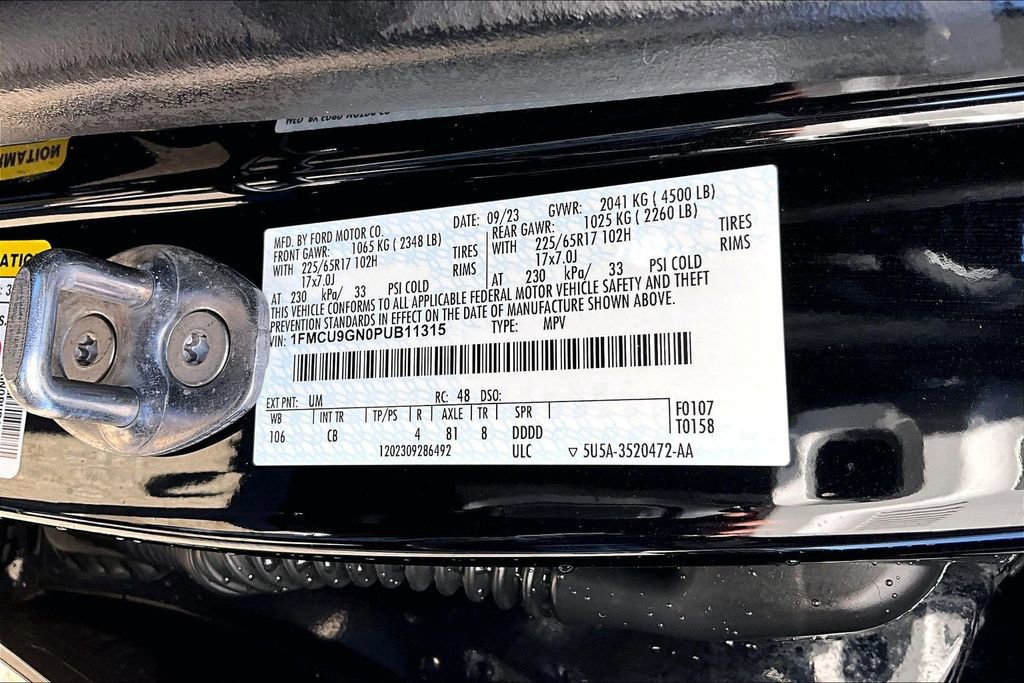 MFD. BY FORD MOTOR CO.
DATE: 09/23 GVWR: 2041 KG ( 4500 LB)
FRONT GAWR: 1065 KG ( 2348 LB) REAR GAWR: 1025 KG ( 2260 LB)
WITH 225/65R17 102H TIRES WITH 225/65R17 102H TIRES
17x7.0J RIMS 17x7.0J RIMS
AT 230 kPa/ 33 PSI COLD AT 230 kPa/ 33 PSI COLD
THIS VEHICLE CONFORMS TO ALL APPLICABLE FEDERAL MOTOR VEHICLE SAFETY AND THEFT
PREVENTION STANDARDS IN EFFECT ON THE DATE OF MANUFACTURE SHOWN ABOVE.
VIN: 1FMCU9GN0PUB11315 TYPE: MPV
EXT PNT: UM RC: 48 DSO:
WB INT TR TP/PS R AXLE TR SPR F0107
106 CB 4 81 8 DDDD T0158
1202309286492 ULC ▽ 5U5A-3520472-AA